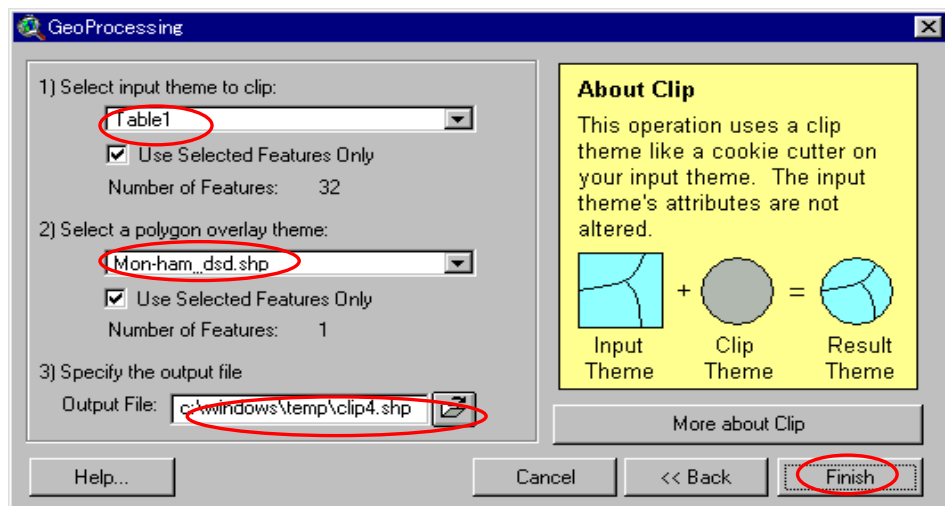 GeoProcessing
1) Select input theme to clip:
Table1
Use Selected Features Only
Number of Features: 32
2) Select a polygon overlay theme:
Mon-ham_dsd.shp
Use Selected Features Only
Number of Features: 1
3) Specify the output file
Output File: c:\windows\temp\clip4.shp
About Clip
This operation uses a clip
theme like a cookie cutter on
your input theme. The input
theme's attributes are not
altered.
+ =
Input Clip Result
Theme Theme Theme
More about Clip
Help... Cancel << Back Finish